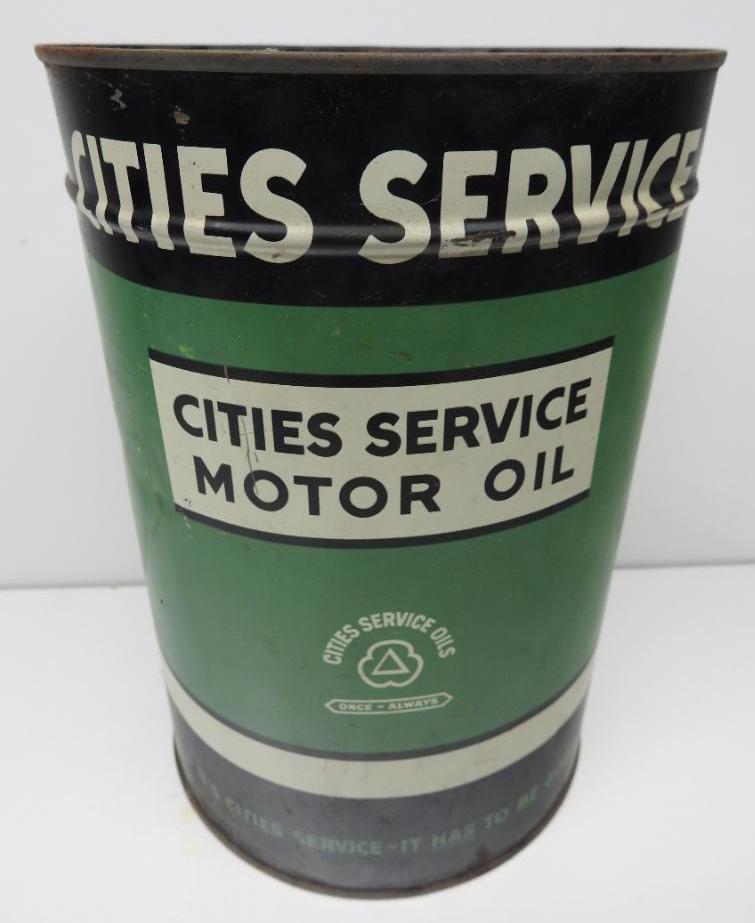 CITIES SERVICE
CITIES SERVICE
MOTOR OIL
CITIES SERVICE OILS
ONCE - ALWAYS
CITIES SERVICE-IT HAS TO BE